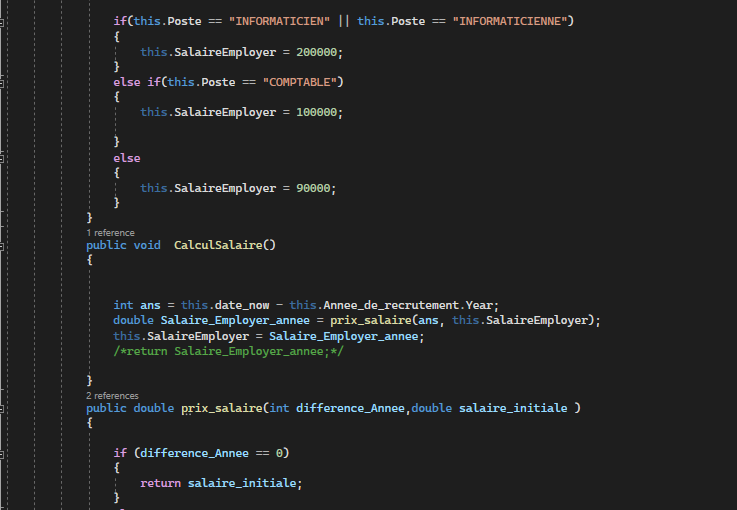 if(this.Poste == "INFORMATICIEN" || this.Poste == "INFORMATICIENNE")
{
this.SalaireEmployer = 200000;
}
else if(this.Poste == "COMPTABLE")
{
this.SalaireEmployer = 100000;
}
else
{
this.SalaireEmployer = 90000;
}
}
1 reference
public void  CalculSalaire()
{
int ans = this.date_now - this.Annee_de_recrutement.Year;
double Salaire_Employer_annee = prix_salaire(ans, this.SalaireEmployer);
this.SalaireEmployer = Salaire_Employer_annee;
/*return Salaire_Employer_annee;*/
}
2 references
public double prix_salaire(int difference_Annee,double salaire_initiale )
{
if (difference_Annee == 0)
{
return salaire_initiale;
}